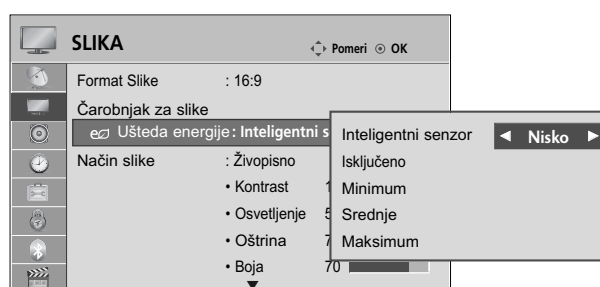 SLIKA
Pomeri OK
Format Slike : 16:9
Čarobnjak za slike
Ušteda energije : Inteligentni s
Način slike : Živopisno
• Kontrast 1
• Osvetljenje 5
• Oštrina 7
• Boja 70
Inteligentni senzor ◄ Nisko ►
Isključeno
Minimum
Srednje
Maksimum